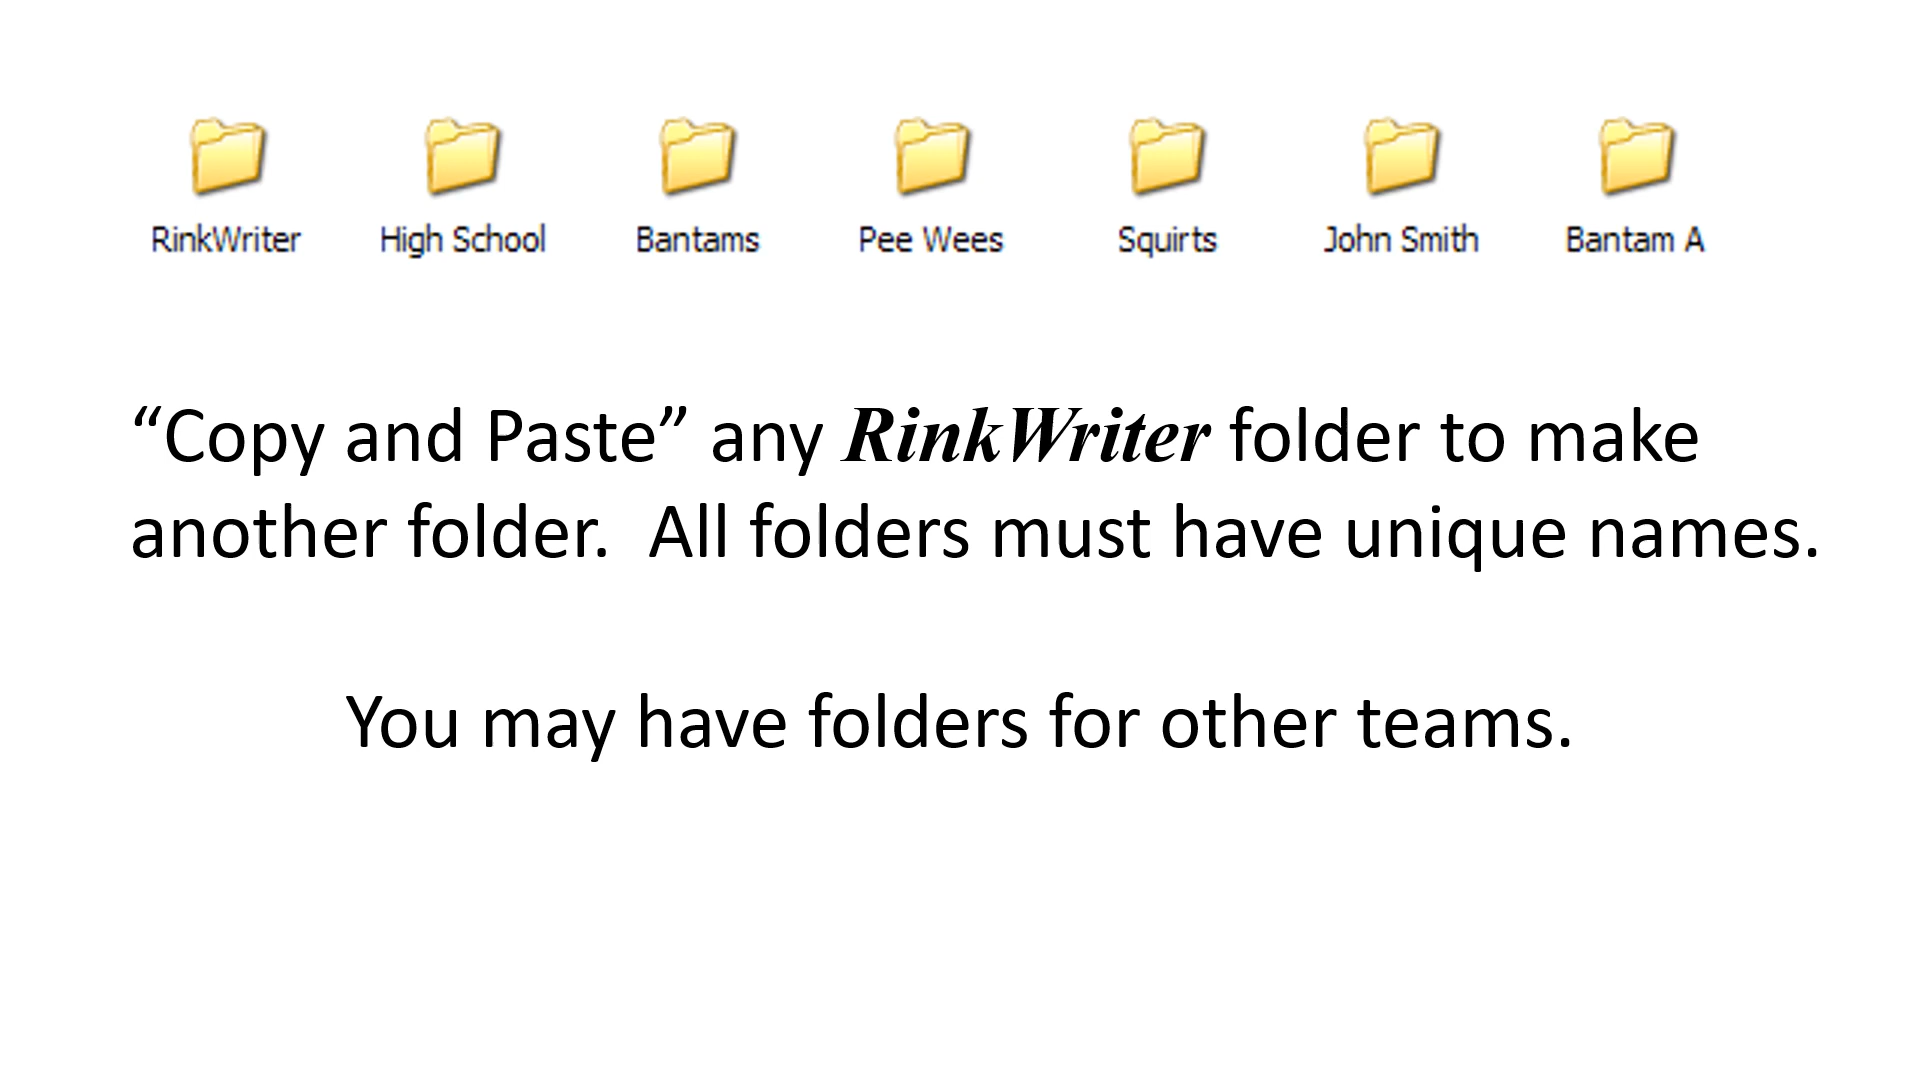 RinkWriter High School Bantams Pee Wees Squirts John Smith Bantam A
“Copy and Paste” any RinkWriter folder to make
another folder.  All folders must have unique names.
You may have folders for other teams.